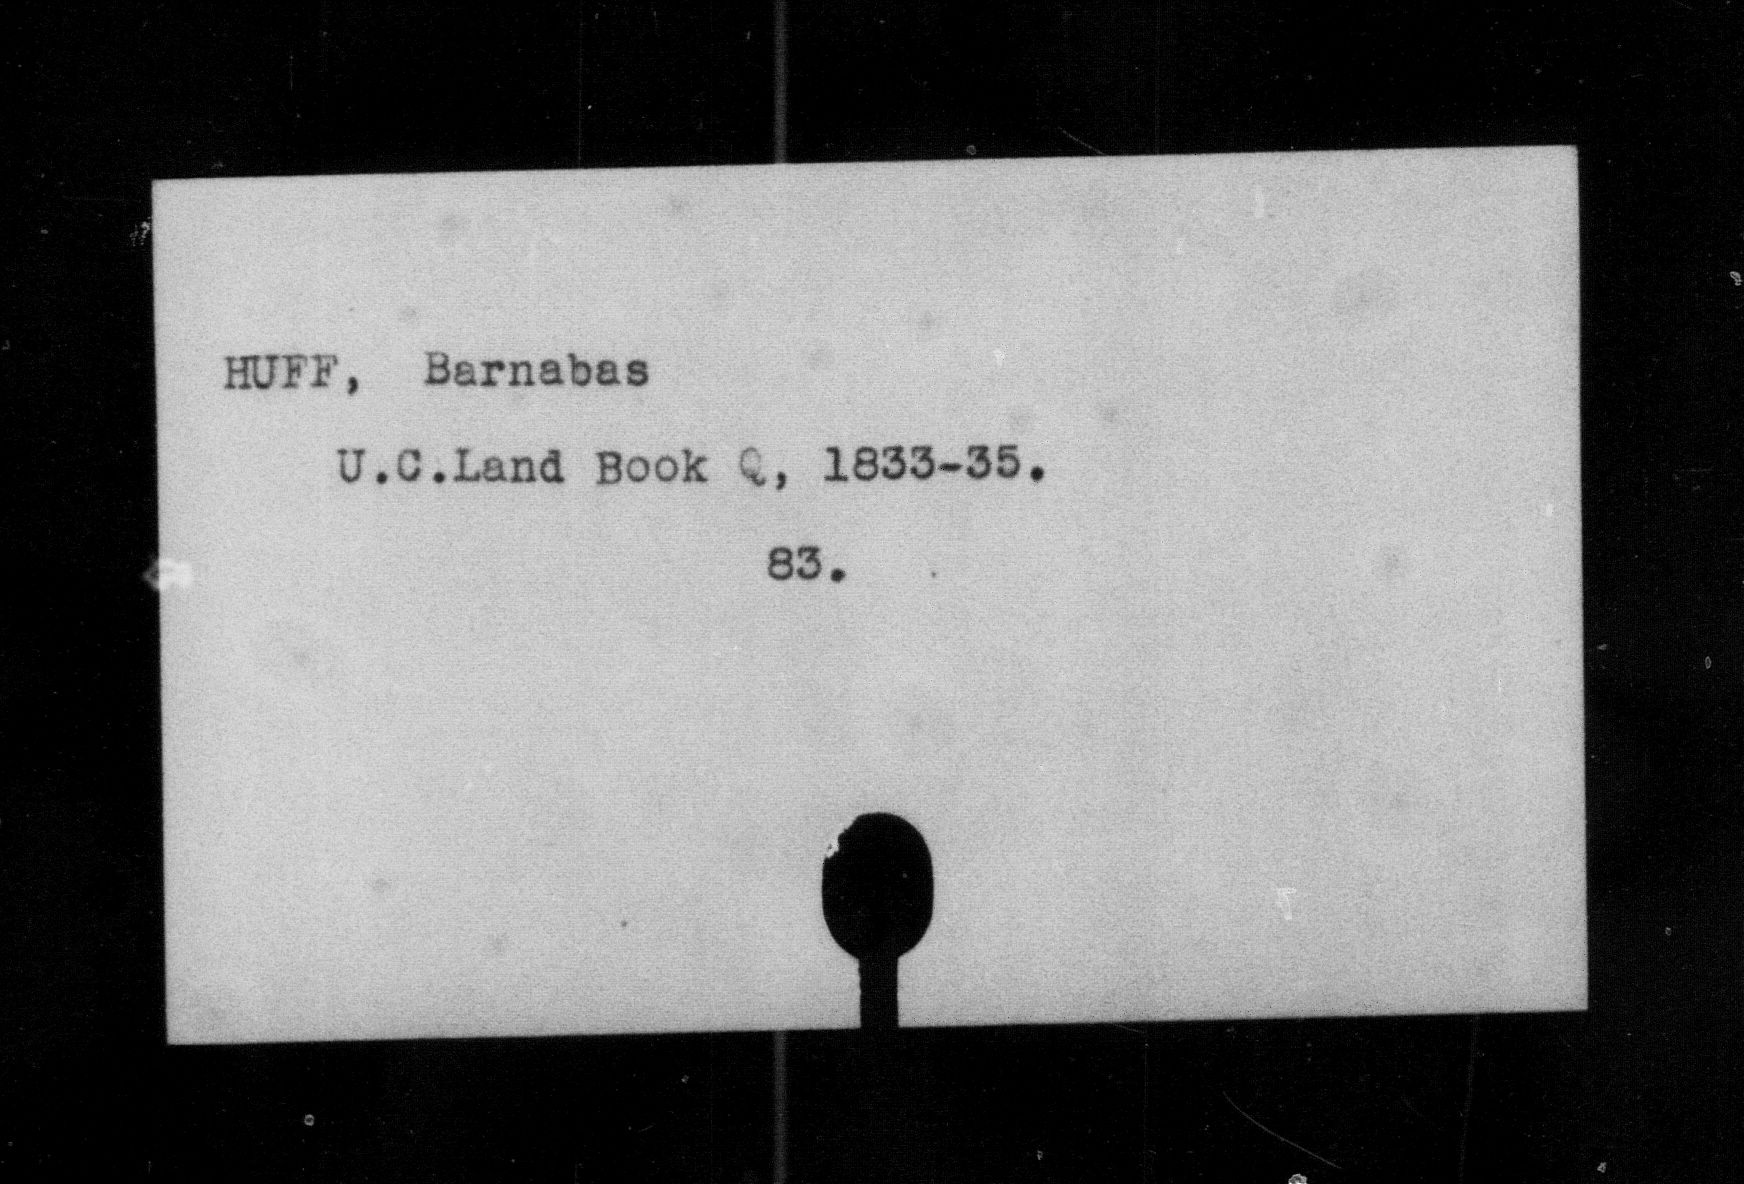 HUFF, Barnabas
U.C.Land Book Q, 1833-35.
83.